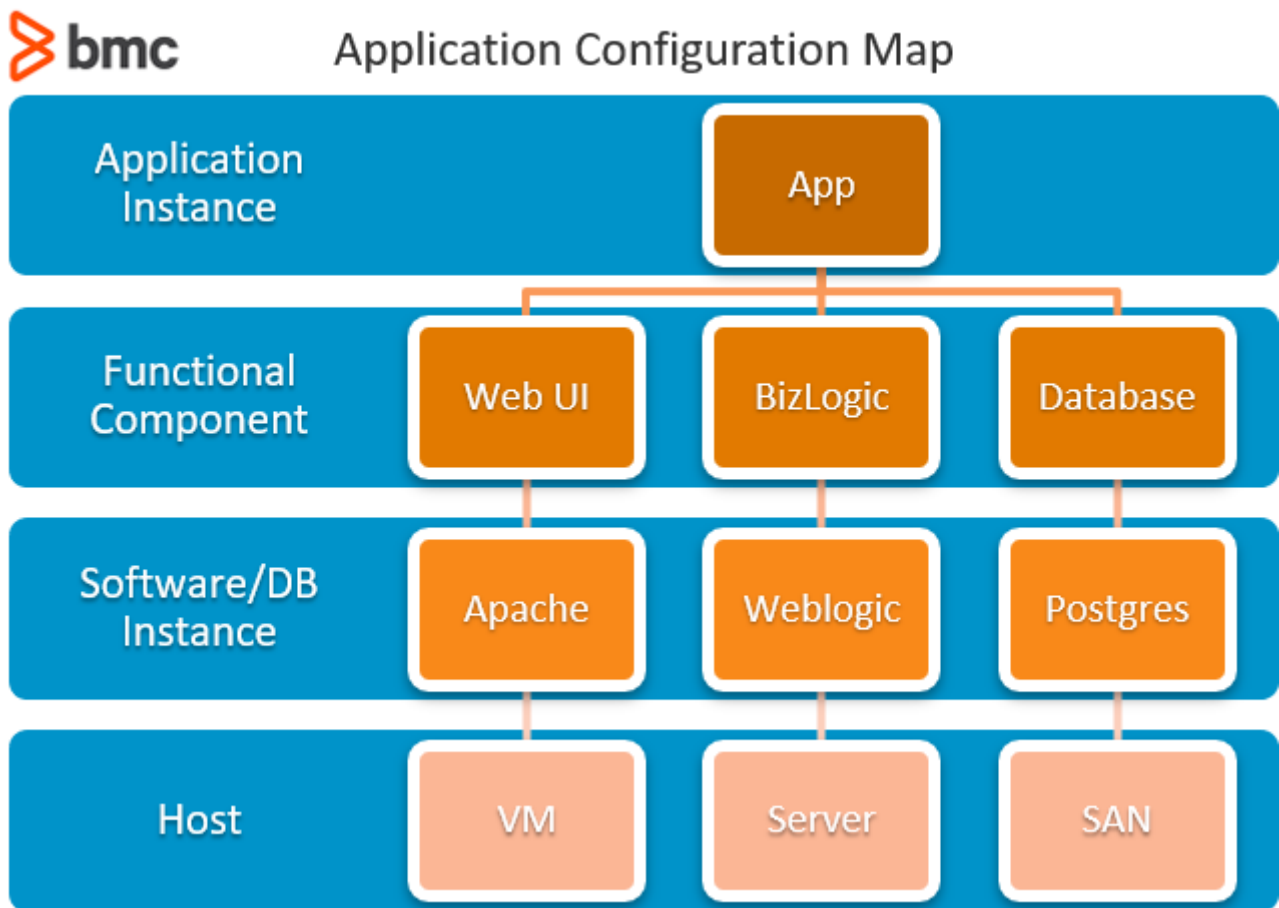 bmc
Application Configuration Map
Application
Instance
App
Functional
Component
Web UI
BizLogic
Database
Software/DB
Instance
Apache
Weblogic
Postgres
Host
VM
Server
SAN